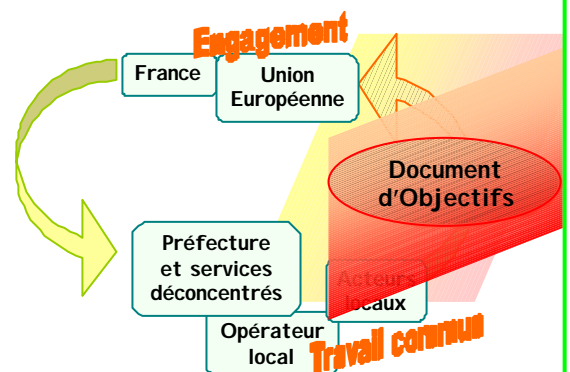 Engagement
France
Union
Européenne
Document
d'Objectifs
Préfecture
et services
déconcentrés
Acteurs
locaux
Opérateur
local
Travail commun